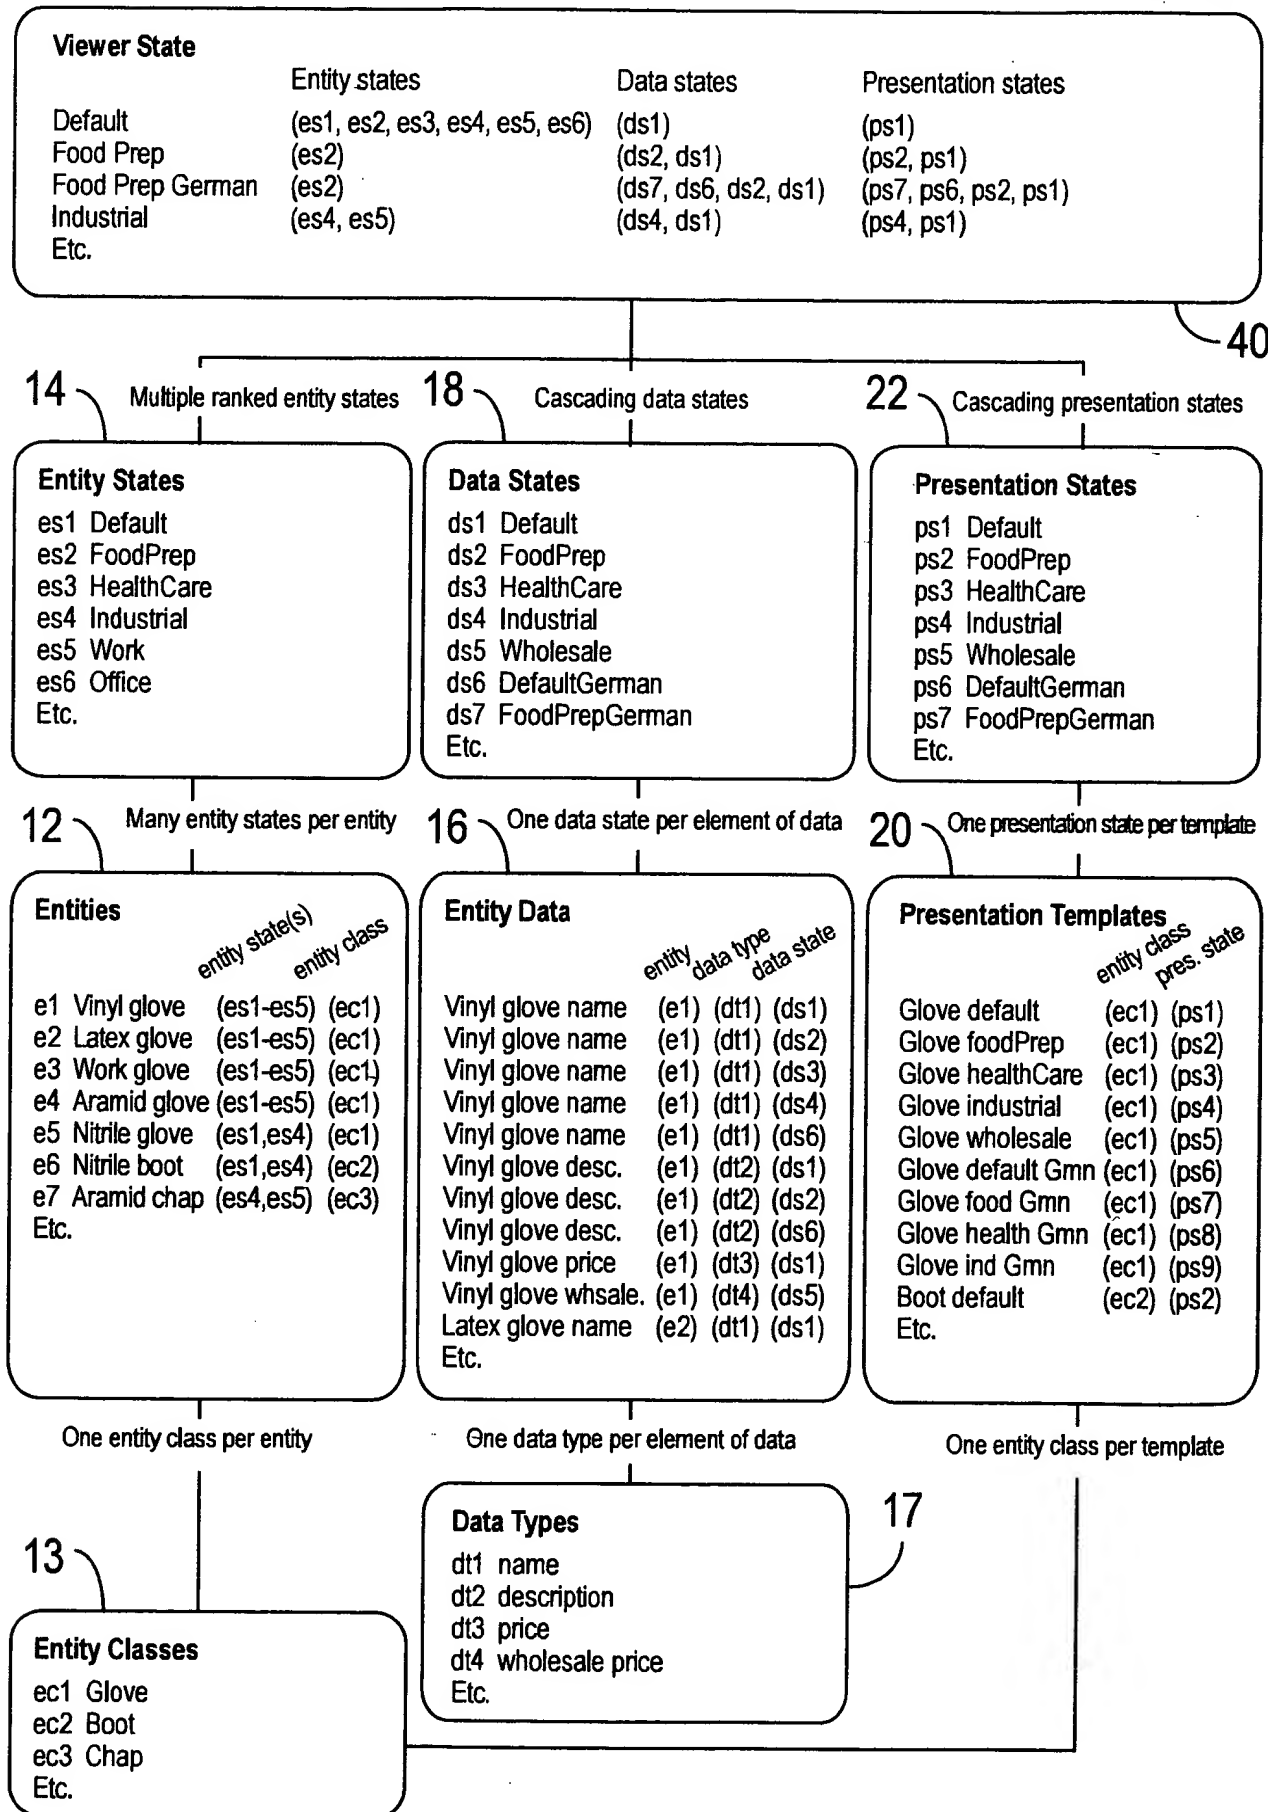 Viewer State
Entity states Data states Presentation states
Default (es1, es2, es3, es4, es5, es6) (ds1) (ps1)
Food Prep (es2) (ds2, ds1) (ps2, ps1)
Food Prep German (es2) (ds7, ds6, ds2, ds1) (ps7, ps6, ps2, ps1)
Industrial (es4, es5) (ds4, ds1) (ps4, ps1)
Etc.
40
14 Multiple ranked entity states
18 Cascading data states
22 Cascading presentation states
Entity States
es1 Default
es2 FoodPrep
es3 HealthCare
es4 Industrial
es5 Work
es6 Office
Etc.
Data States
ds1 Default
ds2 FoodPrep
ds3 HealthCare
ds4 Industrial
ds5 Wholesale
ds6 DefaultGerman
ds7 FoodPrepGerman
Etc.
Presentation States
ps1 Default
ps2 FoodPrep
ps3 HealthCare
ps4 Industrial
ps5 Wholesale
ps6 DefaultGerman
ps7 FoodPrepGerman
Etc.
12 Many entity states per entity
16 One data state per element of data
20 One presentation state per template
Entities
entity state(s) entity class
e1 Vinyl glove (es1-es5) (ec1)
e2 Latex glove (es1-es5) (ec1)
e3 Work glove (es1-es5) (ec1)
e4 Aramid glove (es1-es5) (ec1)
e5 Nitrile glove (es1,es4) (ec1)
e6 Nitrile boot (es1,es4) (ec2)
e7 Aramid chap (es4,es5) (ec3)
Etc.
Entity Data
entity data type data state
Vinyl glove name (e1) (dt1) (ds1)
Vinyl glove name (e1) (dt1) (ds2)
Vinyl glove name (e1) (dt1) (ds3)
Vinyl glove name (e1) (dt1) (ds4)
Vinyl glove name (e1) (dt1) (ds6)
Vinyl glove desc. (e1) (dt2) (ds1)
Vinyl glove desc. (e1) (dt2) (ds2)
Vinyl glove desc. (e1) (dt2) (ds6)
Vinyl glove price (e1) (dt3) (ds1)
Vinyl glove whsale. (e1) (dt4) (ds5)
Latex glove name (e2) (dt1) (ds1)
Etc.
Presentation Templates
entity class pres. state
Glove default (ec1) (ps1)
Glove foodPrep (ec1) (ps2)
Glove healthCare (ec1) (ps3)
Glove industrial (ec1) (ps4)
Glove wholesale (ec1) (ps5)
Glove default Gmn (ec1) (ps6)
Glove food Gmn (ec1) (ps7)
Glove health Gmn (ec1) (ps8)
Glove ind Gmn (ec1) (ps9)
Boot default (ec2) (ps2)
Etc.
One entity class per entity
One data type per element of data
One entity class per template
17
Data Types
dt1 name
dt2 description
dt3 price
dt4 wholesale price
Etc.
13
Entity Classes
ec1 Glove
ec2 Boot
ec3 Chap
Etc.